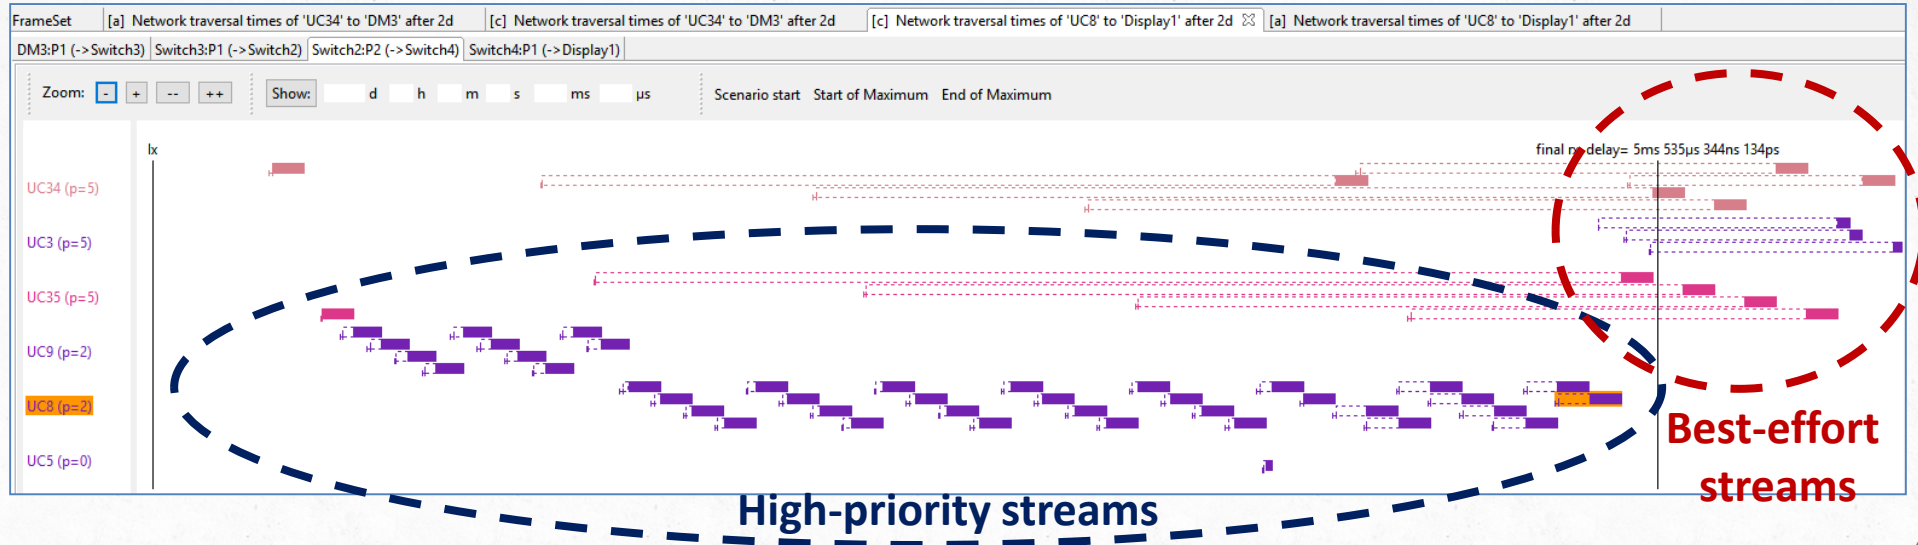 FrameSet [a] Network traversal times of 'UC34' to 'DM3' after 2d [c] Network traversal times of 'UC34' to 'DM3' after 2d [c] Network traversal times of 'UC8' to 'Display1' after 2d [a] Network traversal times of 'UC8' to 'Display1' after 2d
DM3:P1 (->Switch3) Switch3:P1 (->Switch2) Switch2:P2 (->Switch4) Switch4:P1 (->Display1)
Zoom: - + -- ++ Show: d h m s ms µs Scenario start Start of Maximum End of Maximum
final delay= 5ms 535µs 344ns 134ps
UC34 (p=5)
UC3 (p=5)
UC35 (p=5)
UC9 (p=2)
UC8 (p=2)
UC5 (p=0)
Best-effort
streams
High-priority streams